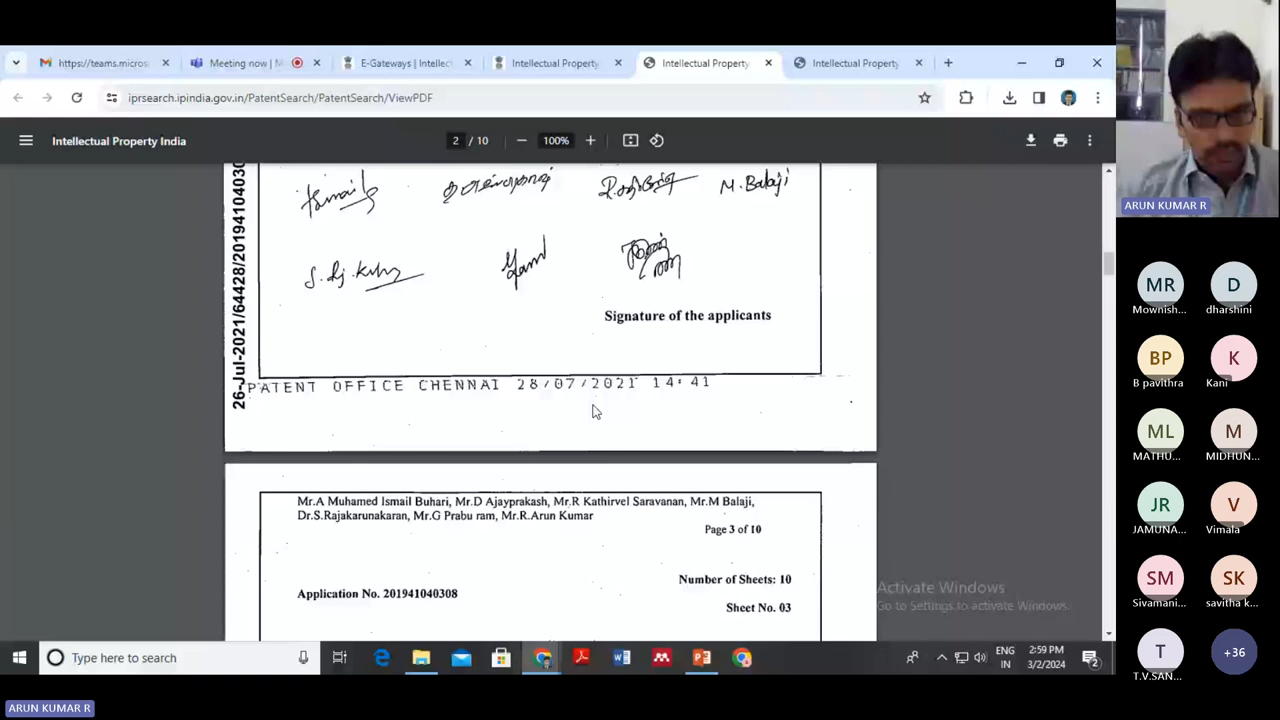 https://teams.micros
Meeting now | M
E-Gateways | Intellect
Intellectual Property
Intellectual Property
Intellectual Property
iprsearch.ipindia.gov.in/PatentSearch/PatentSearch/ViewPDF
Intellectual Property India
2 / 10
100%
26-Jul-2021/64428/2019410403
M. Balaji
Signature of the applicants
PATENT OFFICE CHENNAI 28/07/2021 14:41
Mr.A Muhamed Ismail Buhari, Mr.D Ajayprakash, Mr.R Kathirvel Saravanan, Mr.M Balaji,
Dr.S.Rajakarunakaran, Mr.G Prabu ram, Mr.R.Arun Kumar
Page 3 of 10
Number of Sheets: 10
Application No. 201941040308
Sheet No. 03
Activate Windows
Go to Settings to activate Windows.
Type here to search
ENG
IN
2:59 PM
3/2/2024
2
ARUN KUMAR R
MR
Mownish...
D
dharshini
BP
B pavithra
K
Kani
ML
MATHU...
M
MIDHUN...
JR
JAMUNA...
V
Vimala
SM
Sivamani...
SK
savitha k...
T
T.V.SAN...
+36
ARUN KUMAR R